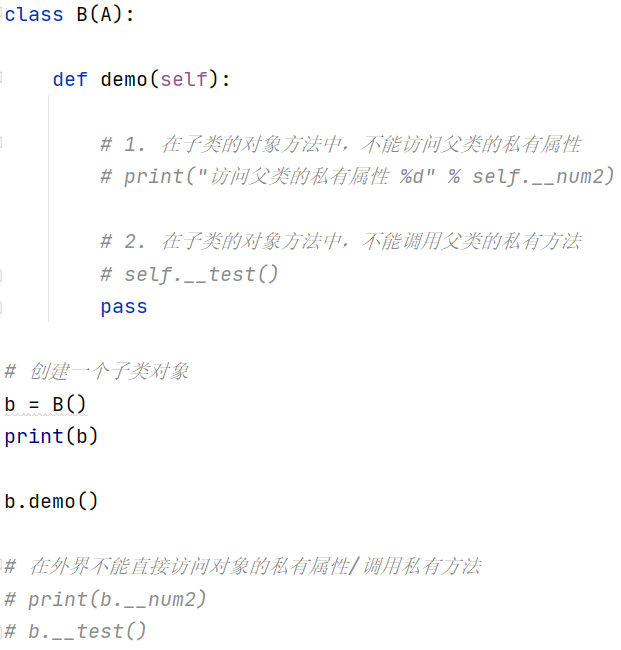 class B(A):
def demo(self):
# 1. 在子类的对象方法中，不能访问父类的私有属性
# print("访问父类的私有属性 %d" % self.__num2)
# 2. 在子类的对象方法中，不能调用父类的私有方法
# self.__test()
pass
# 创建一个子类对象
b = B()
print(b)
b.demo()
# 在外界不能直接访问对象的私有属性/调用私有方法
# print(b.__num2)
# b.__test()